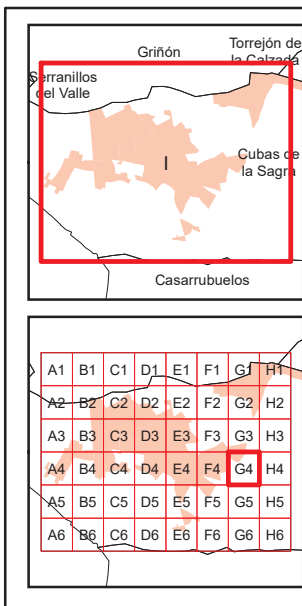 Griñón
Torrejón de
la Calzada
Serranillos
del Valle
I
Cubas de
la Sagra
Casarrubuelos
A1 B1 C1 D1 E1 F1 G1 H1
A2 B2 C2 D2 E2 F2 G2 H2
A3 B3 C3 D3 E3 F3 G3 H3
A4 B4 C4 D4 E4 F4 G4 H4
A5 B5 C5 D5 E5 F5 G5 H5
A6 B6 C6 D6 E6 F6 G6 H6